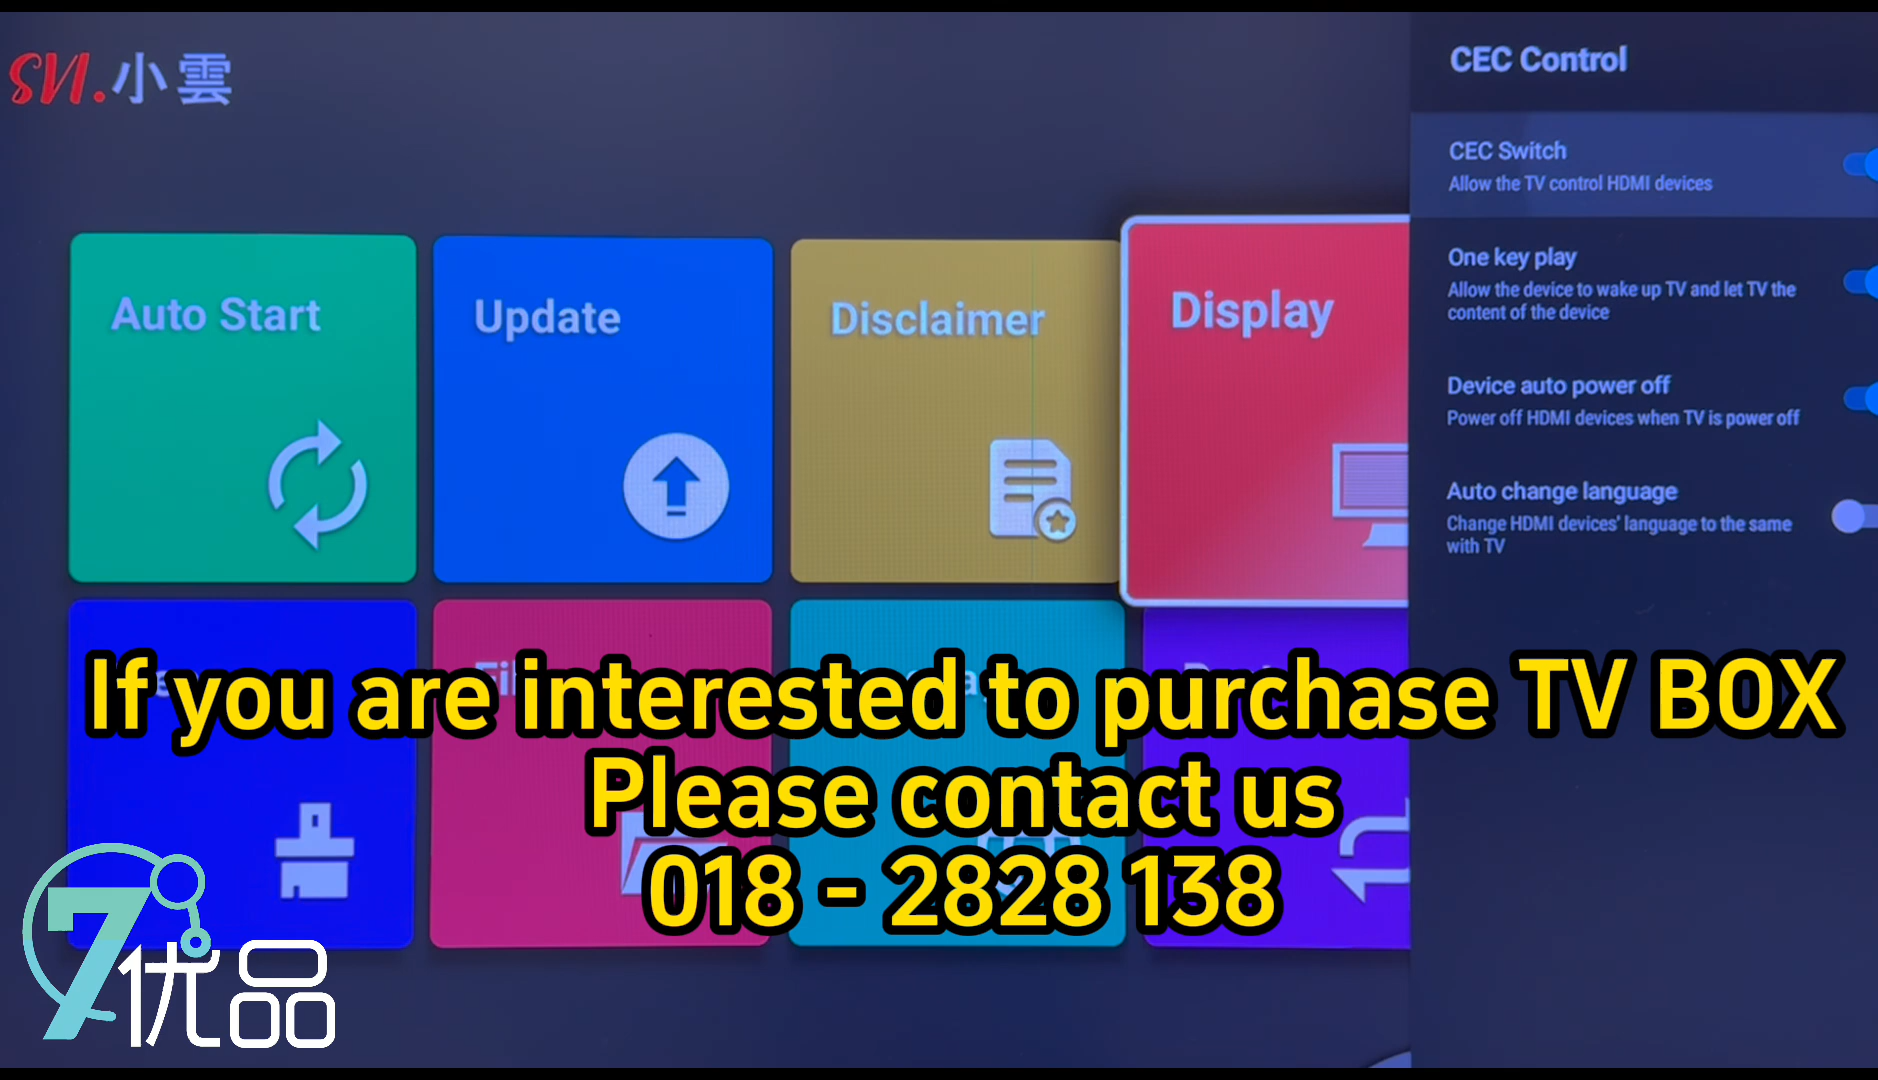 SVI.小雲
CEC Control
CEC Switch
Allow the TV control HDMI devices
One key play
Allow the device to wake up TV and let TV the
content of the device
Device auto power off
Power off HDMI devices when TV is power off
Auto change language
Change HDMI devices' language to the same
with TV
Auto Start
Update
Disclaimer
Display
If you are interested to purchase TV BOX
Please contact us
018 - 2828 138
7优品